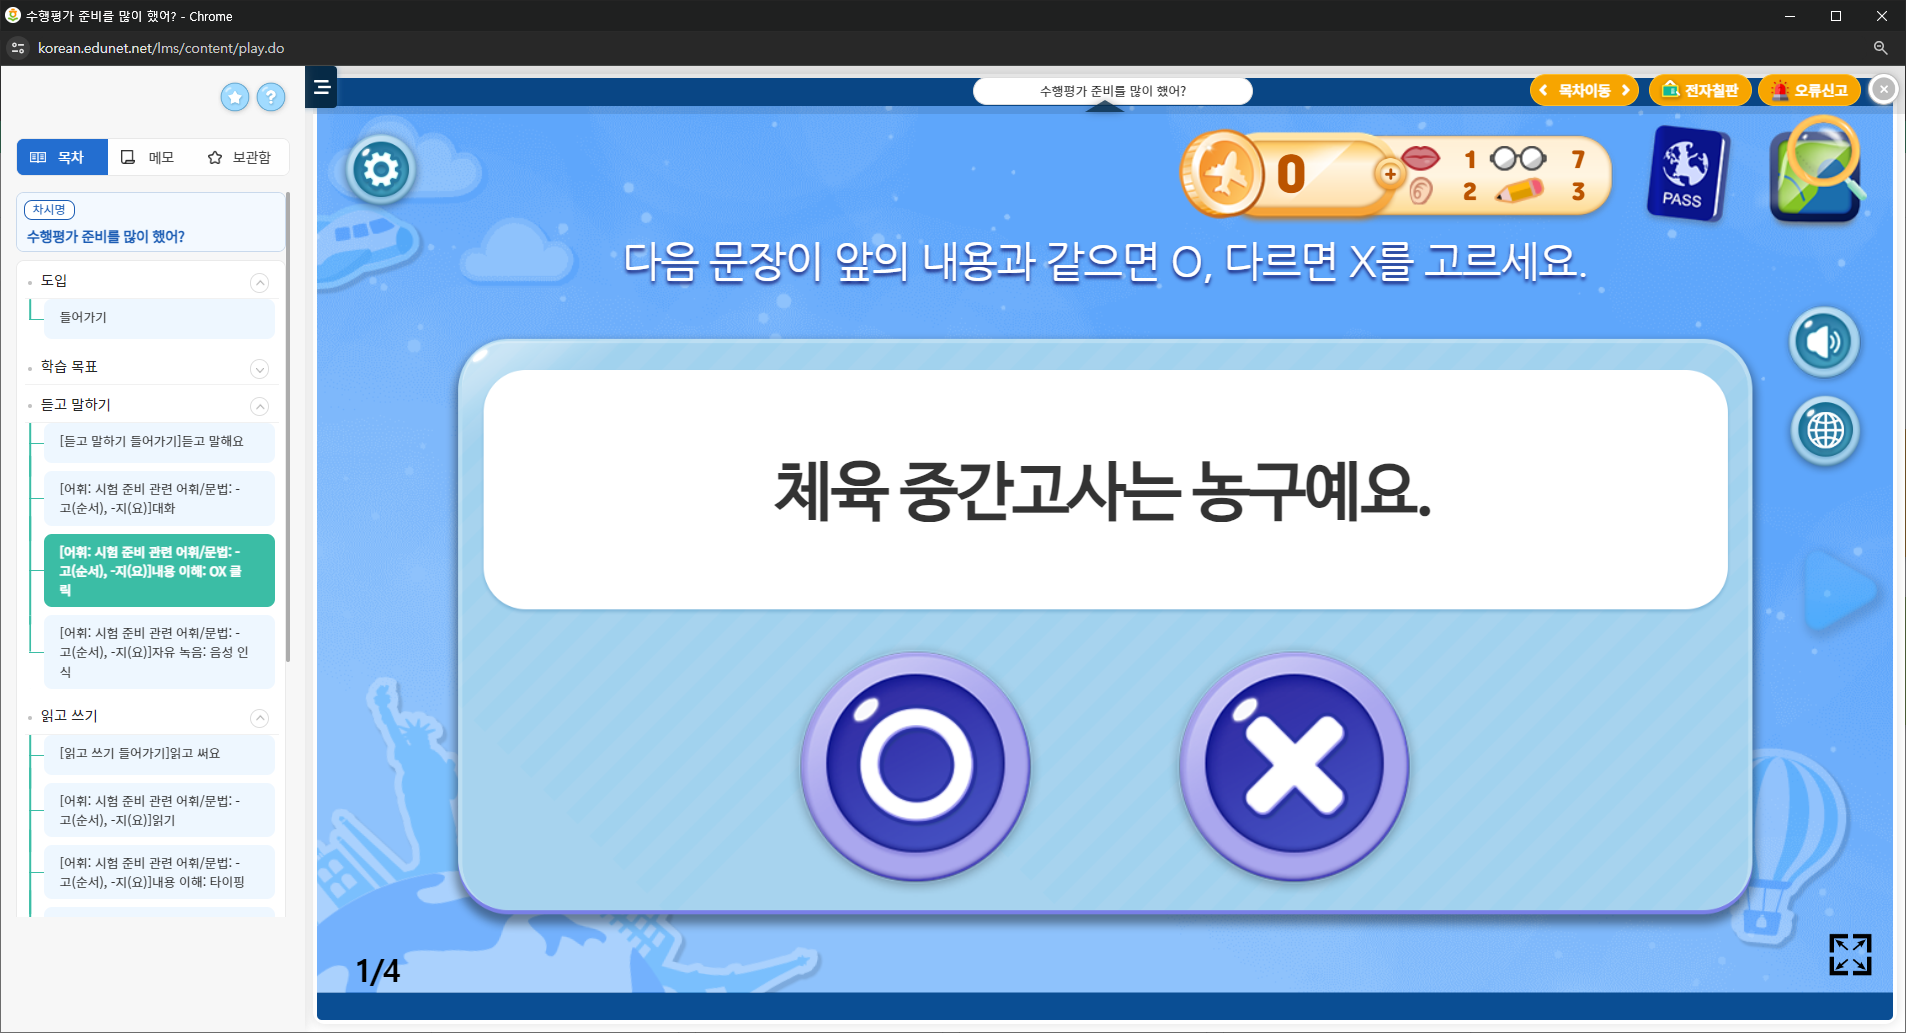 수행평가 준비를 많이 했어? - Chrome
korean.edunet.net/lms/content/play.do
목차
메모
보관함
차시명
수행평가 준비를 많이 했어?
도입
들어가기
학습 목표
듣고 말하기
[듣고 말하기 들어가기]듣고 말해요
[어휘: 시험 준비 관련 어휘/문법: -
고(순서), -지(요)]대화
[어휘: 시험 준비 관련 어휘/문법: -
고(순서), -지(요)]내용 이해: OX 클
릭
[어휘: 시험 준비 관련 어휘/문법: -
고(순서), -지(요)]자유 녹음: 음성 인
식
읽고 쓰기
[읽고 쓰기 들어가기]읽고 써요
[어휘: 시험 준비 관련 어휘/문법: -
고(순서), -지(요)]읽기
[어휘: 시험 준비 관련 어휘/문법: -
고(순서), -지(요)]내용 이해: 타이핑
수행평가 준비를 많이 했어?
목차이동
전자칠판
오류신고
0
1
7
2
3
PASS
다음 문장이 앞의 내용과 같으면 O, 다르면 X를 고르세요.
체육 중간고사는 농구예요.
1/4